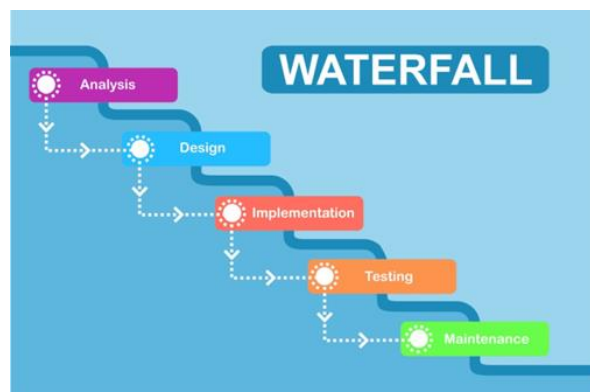 WATERFALL
Analysis
Design
Implementation
Testing
Maintenance